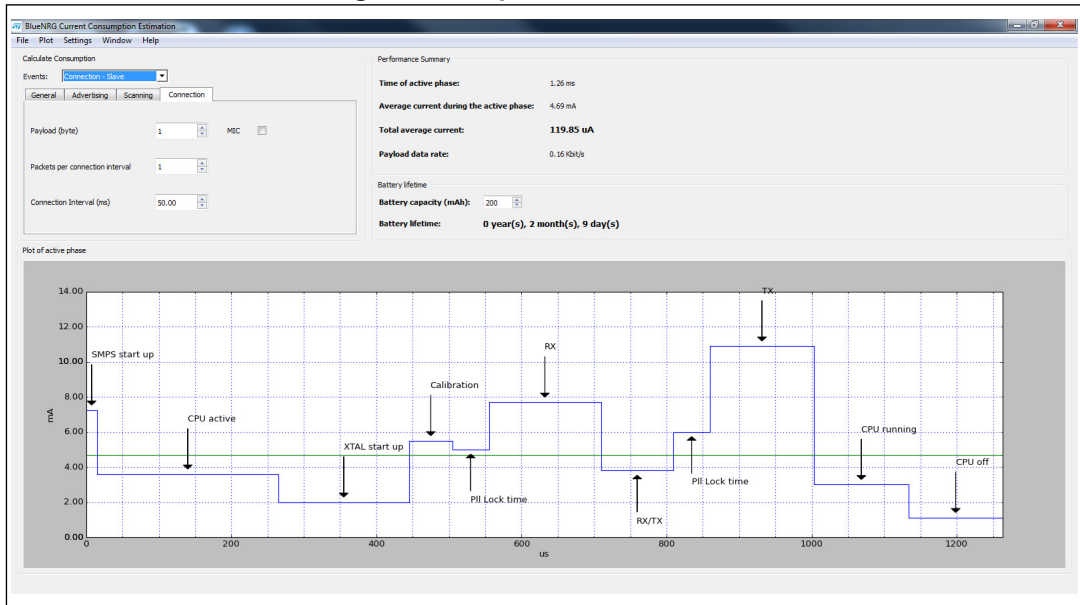 BlueNRG Current Consumption Estimation
File Plot Settings Window Help
Calculate Consumption
Events: Connection - Slave
General Advertising Scanning Connection
Payload (byte) 1 MIC
Packets per connection interval 1
Connection Interval (ms) 50.00
Performance Summary
Time of active phase: 1.26 ms
Average current during the active phase: 4.69 mA
Total average current: 119.85 uA
Payload data rate: 0.16 Kbit/s
Battery lifetime
Battery capacity (mAh): 200
Battery lifetime: 0 year(s), 2 month(s), 9 day(s)
Plot of active phase
14.00
12.00
10.00
8.00
6.00
4.00
2.00
0.00
mA
SMPS start up
CPU active
XTAL start up
Calibration
Pll Lock time
RX
RX/TX
Pll Lock time
TX
CPU running
CPU off
0 200 400 600 800 1000 1200
us